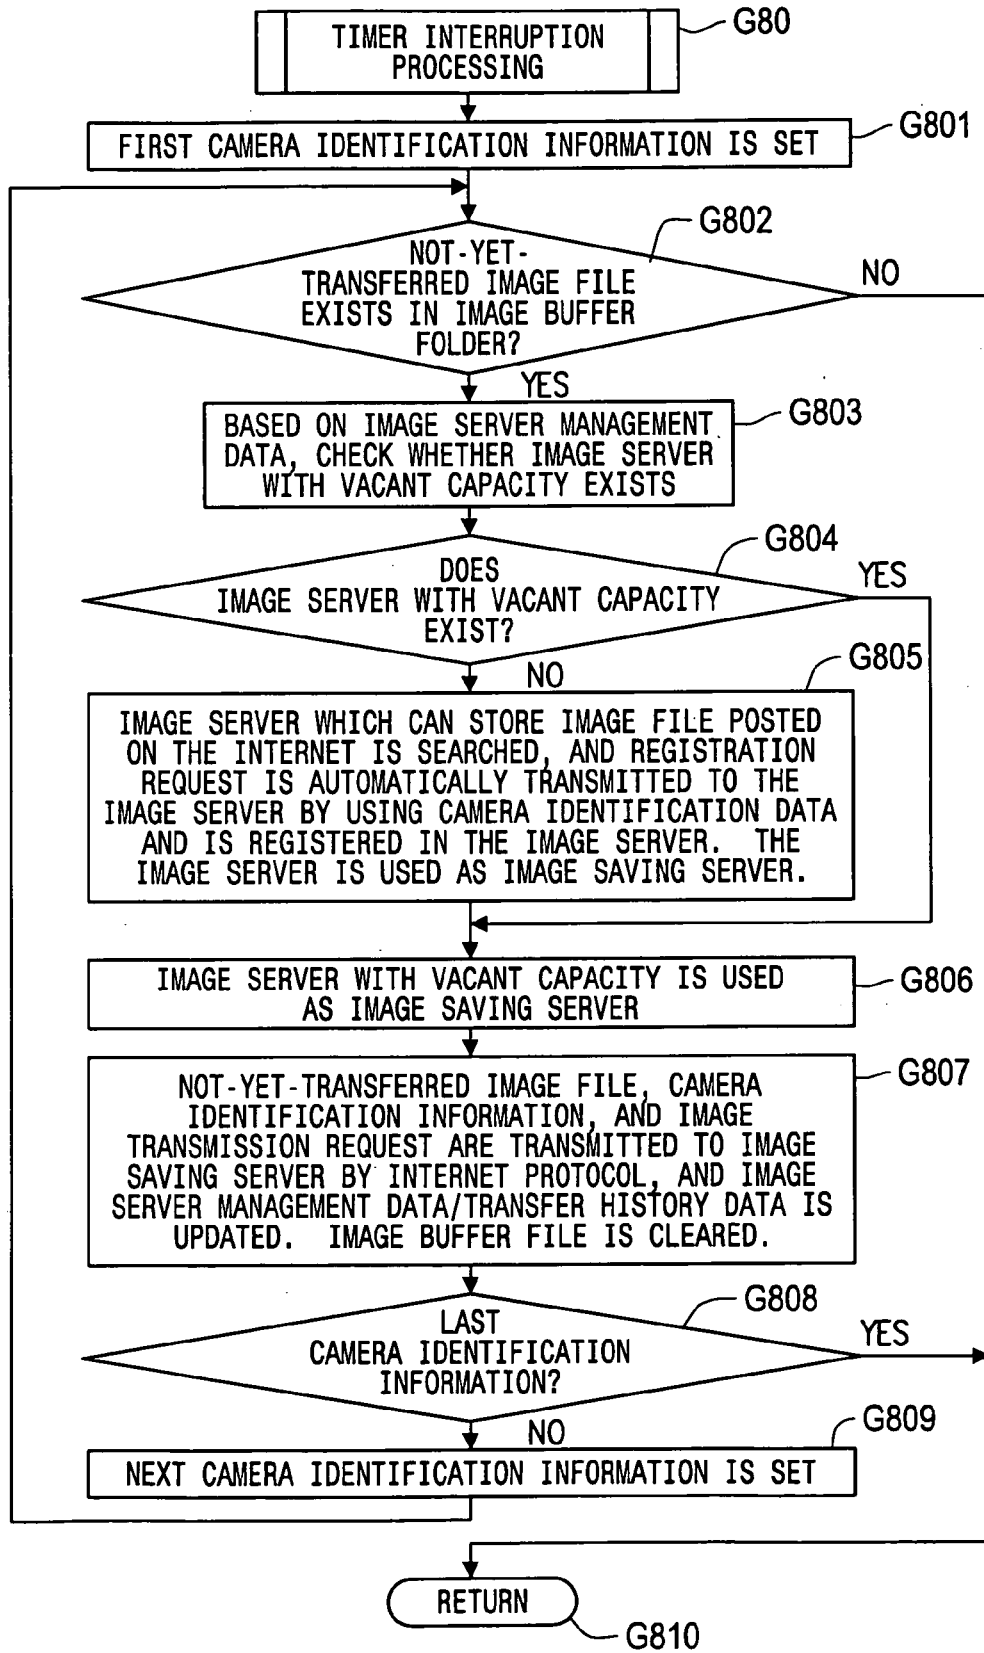 TIMER INTERRUPTION
PROCESSING
G80
FIRST CAMERA IDENTIFICATION INFORMATION IS SET
G801
G802
NOT-YET-
TRANSFERRED IMAGE FILE
EXISTS IN IMAGE BUFFER
FOLDER?
NO
YES
G803
BASED ON IMAGE SERVER MANAGEMENT
DATA, CHECK WHETHER IMAGE SERVER
WITH VACANT CAPACITY EXISTS
G804
DOES
IMAGE SERVER WITH VACANT CAPACITY
EXIST?
YES
NO
G805
IMAGE SERVER WHICH CAN STORE IMAGE FILE POSTED
ON THE INTERNET IS SEARCHED, AND REGISTRATION
REQUEST IS AUTOMATICALLY TRANSMITTED TO THE
IMAGE SERVER BY USING CAMERA IDENTIFICATION DATA
AND IS REGISTERED IN THE IMAGE SERVER. THE
IMAGE SERVER IS USED AS IMAGE SAVING SERVER.
IMAGE SERVER WITH VACANT CAPACITY IS USED
AS IMAGE SAVING SERVER
G806
NOT-YET-TRANSFERRED IMAGE FILE, CAMERA
IDENTIFICATION INFORMATION, AND IMAGE
TRANSMISSION REQUEST ARE TRANSMITTED TO IMAGE
SAVING SERVER BY INTERNET PROTOCOL, AND IMAGE
SERVER MANAGEMENT DATA/TRANSFER HISTORY DATA IS
UPDATED. IMAGE BUFFER FILE IS CLEARED.
G807
G808
LAST
CAMERA IDENTIFICATION
INFORMATION?
YES
NO
G809
NEXT CAMERA IDENTIFICATION INFORMATION IS SET
RETURN
G810